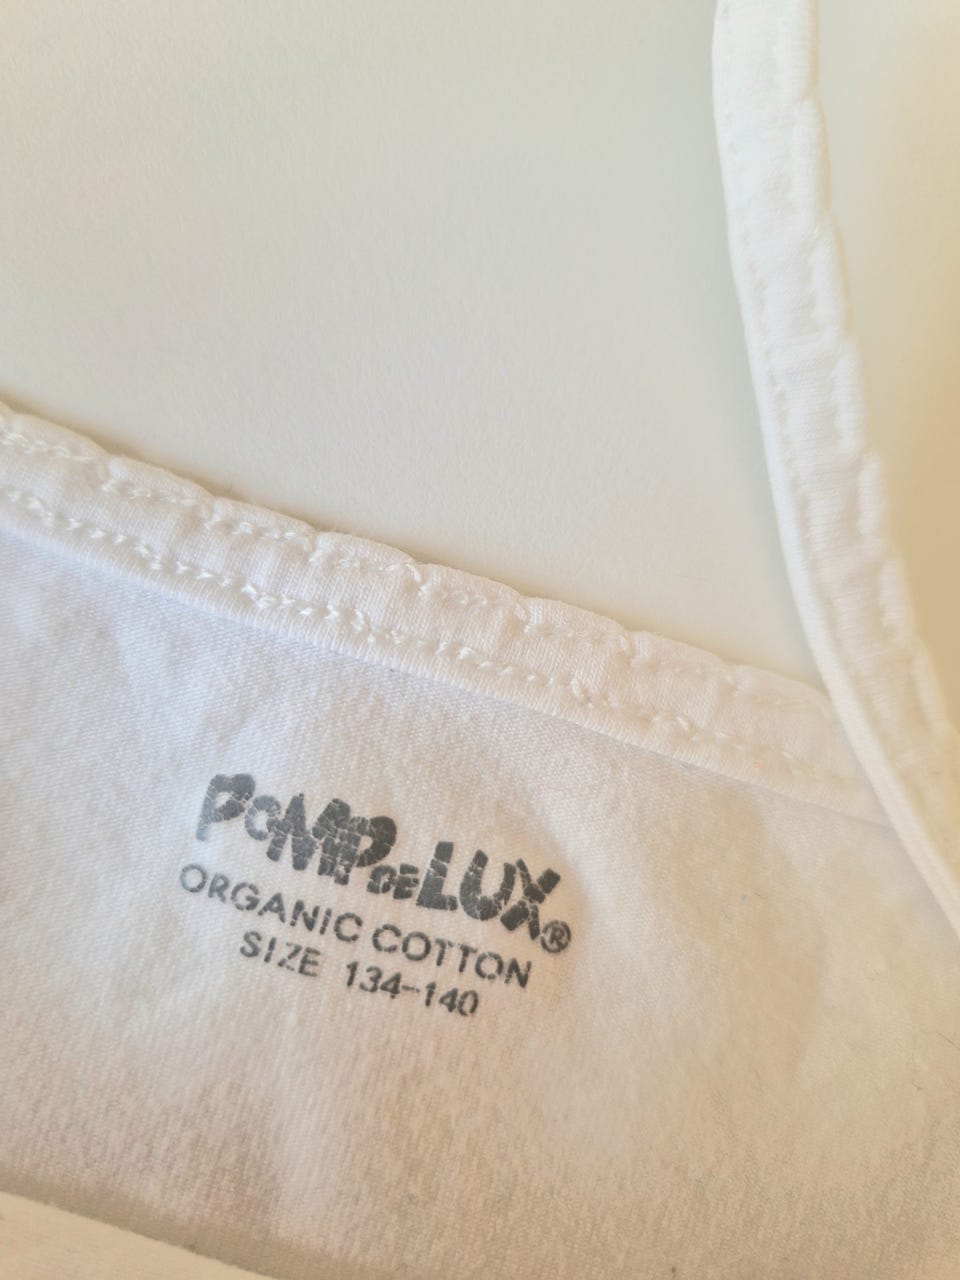 POMPDELUX®
ORGANIC COTTON
SIZE 134-140